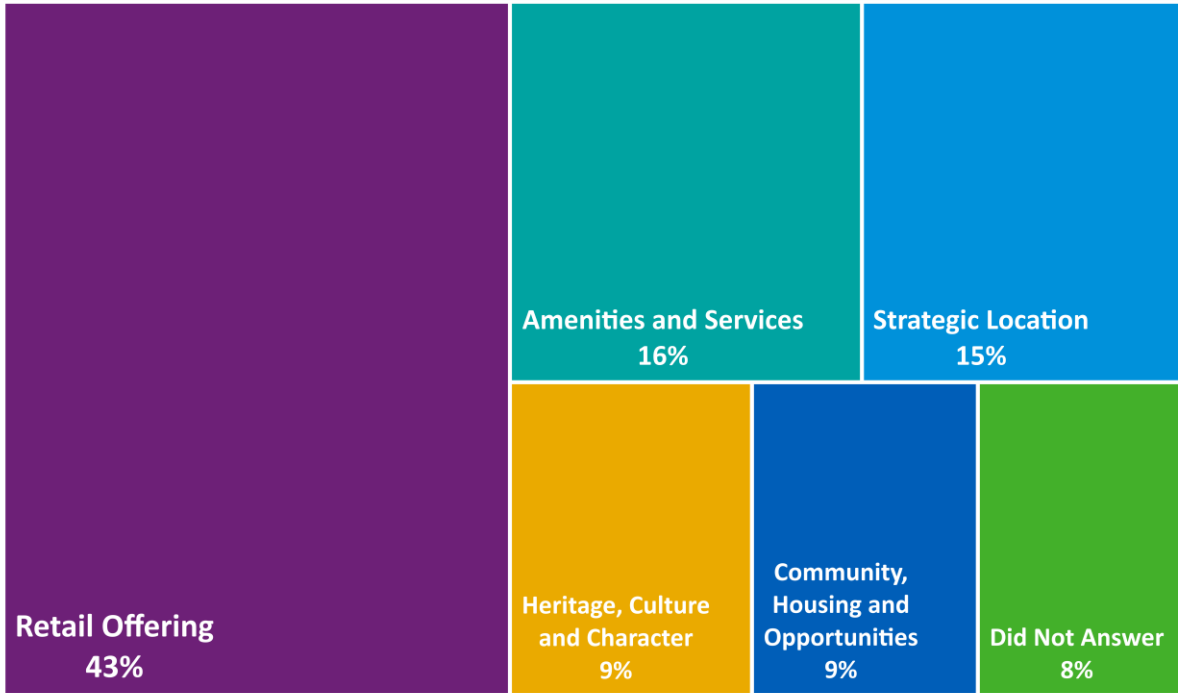 Retail Offering
43%
Amenities and Services
16%
Strategic Location
15%
Heritage, Culture
and Character
9%
Community,
Housing and
Opportunities
9%
Did Not Answer
8%